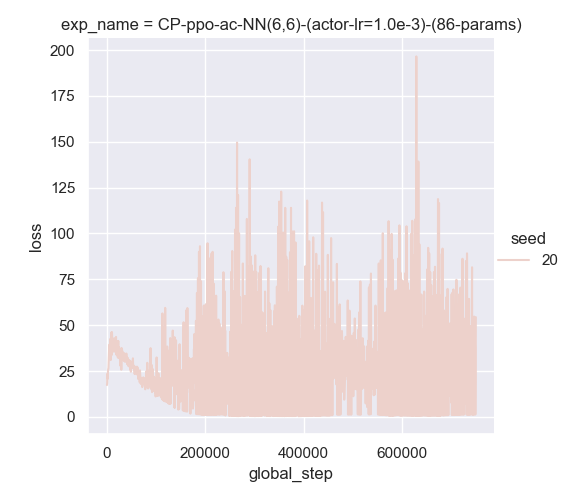 exp_name = CP-ppo-ac-NN(6,6)-(actor-lr=1.0e-3)-(86-params)
200
175
150
125
100
75
50
25
0
loss
seed
20
0 200000 400000 600000
global_step